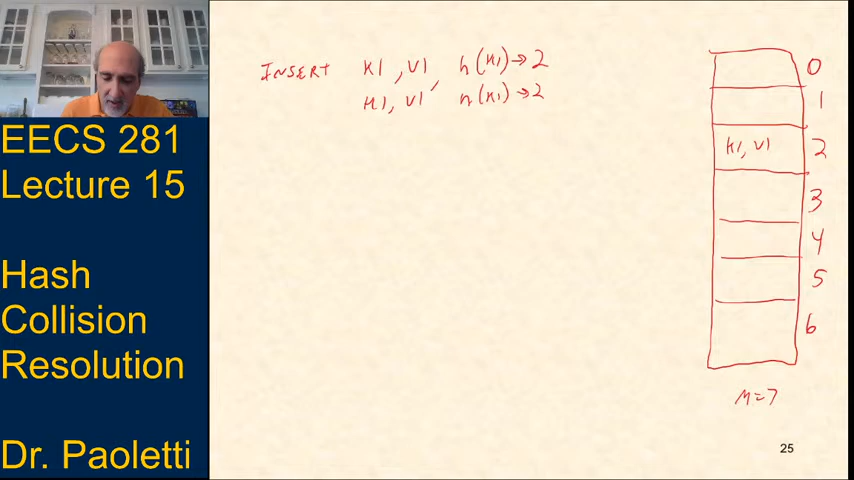 EECS 281
Lecture 15
Hash
Collision
Resolution
Dr. Paoletti
INSERT K1, V1, h(K1)→2
K1, V1' h(K1)→2
0
1
K1, V1 2
3
4
5
6
M=7
25